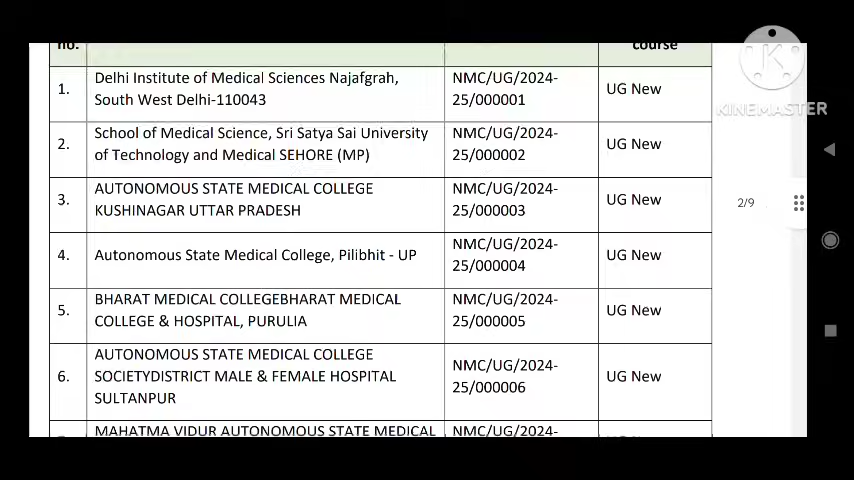 no.
course
1.
Delhi Institute of Medical Sciences Najafgrah,
South West Delhi-110043
NMC/UG/2024-
25/000001
UG New
2.
School of Medical Science, Sri Satya Sai University
of Technology and Medical SEHORE (MP)
NMC/UG/2024-
25/000002
UG New
3.
AUTONOMOUS STATE MEDICAL COLLEGE
KUSHINAGAR UTTAR PRADESH
NMC/UG/2024-
25/000003
UG New
4.
Autonomous State Medical College, Pilibhit - UP
NMC/UG/2024-
25/000004
UG New
5.
BHARAT MEDICAL COLLEGEBHARAT MEDICAL
COLLEGE & HOSPITAL, PURULIA
NMC/UG/2024-
25/000005
UG New
6.
AUTONOMOUS STATE MEDICAL COLLEGE
SOCIETYDISTRICT MALE & FEMALE HOSPITAL
SULTANPUR
NMC/UG/2024-
25/000006
UG New
MAHATMA VIDUR AUTONOMOUS STATE MEDICAL
NMC/UG/2024-
K
KINEMASTER
2/9